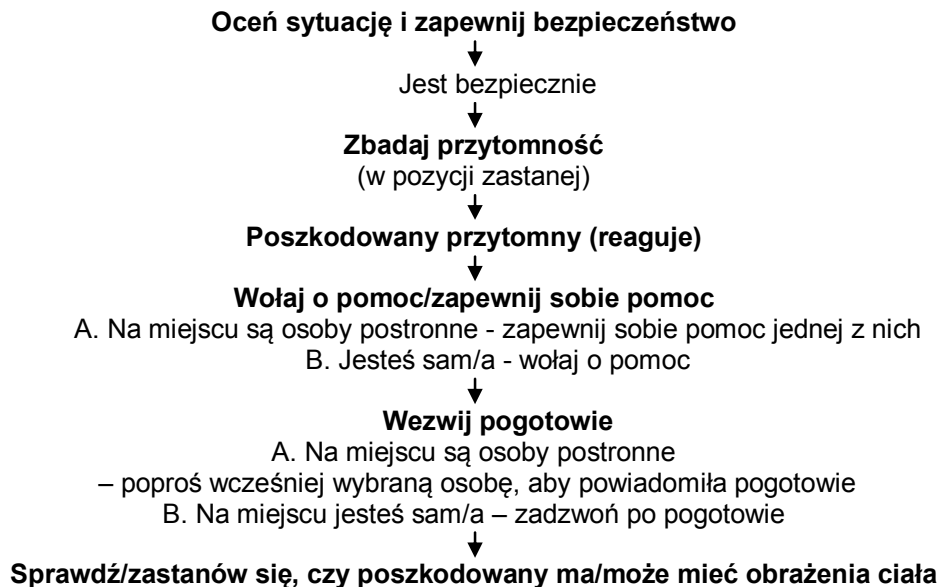 Oceń sytuację i zapewnij bezpieczeństwo
Jest bezpiecznie
Zbadaj przytomność
(w pozycji zastanej)
Poszkodowany przytomny (reaguje)
Wołaj o pomoc/zapewnij sobie pomoc
A. Na miejscu są osoby postronne - zapewnij sobie pomoc jednej z nich
B. Jesteś sam/a - wołaj o pomoc
Wezwij pogotowie
A. Na miejscu są osoby postronne
– poproś wcześniej wybraną osobę, aby powiadomiła pogotowie
B. Na miejscu jesteś sam/a – zadzwoń po pogotowie
Sprawdź/zastanów się, czy poszkodowany ma/może mieć obrażenia ciała